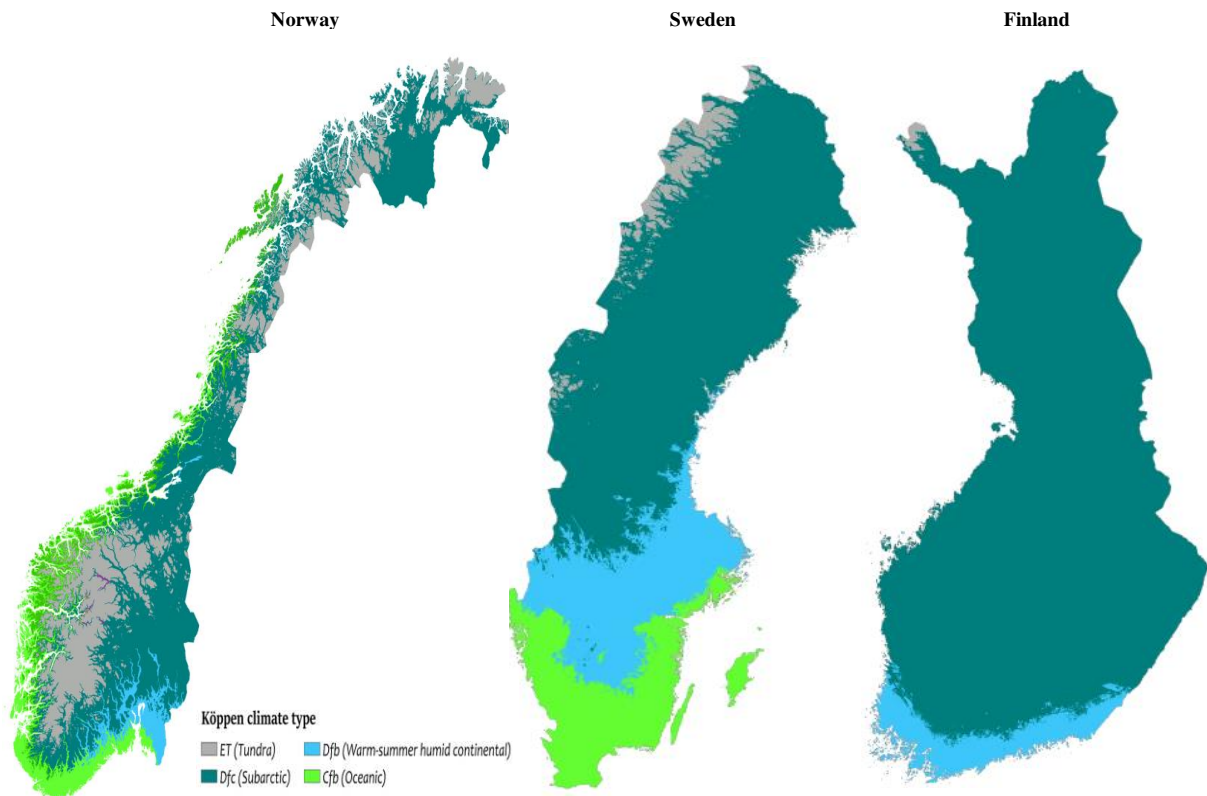 Norway
Sweden
Finland
Köppen climate type
ET (Tundra)
Dfb (Warm-summer humid continental)
Dfc (Subarctic)
Cfb (Oceanic)